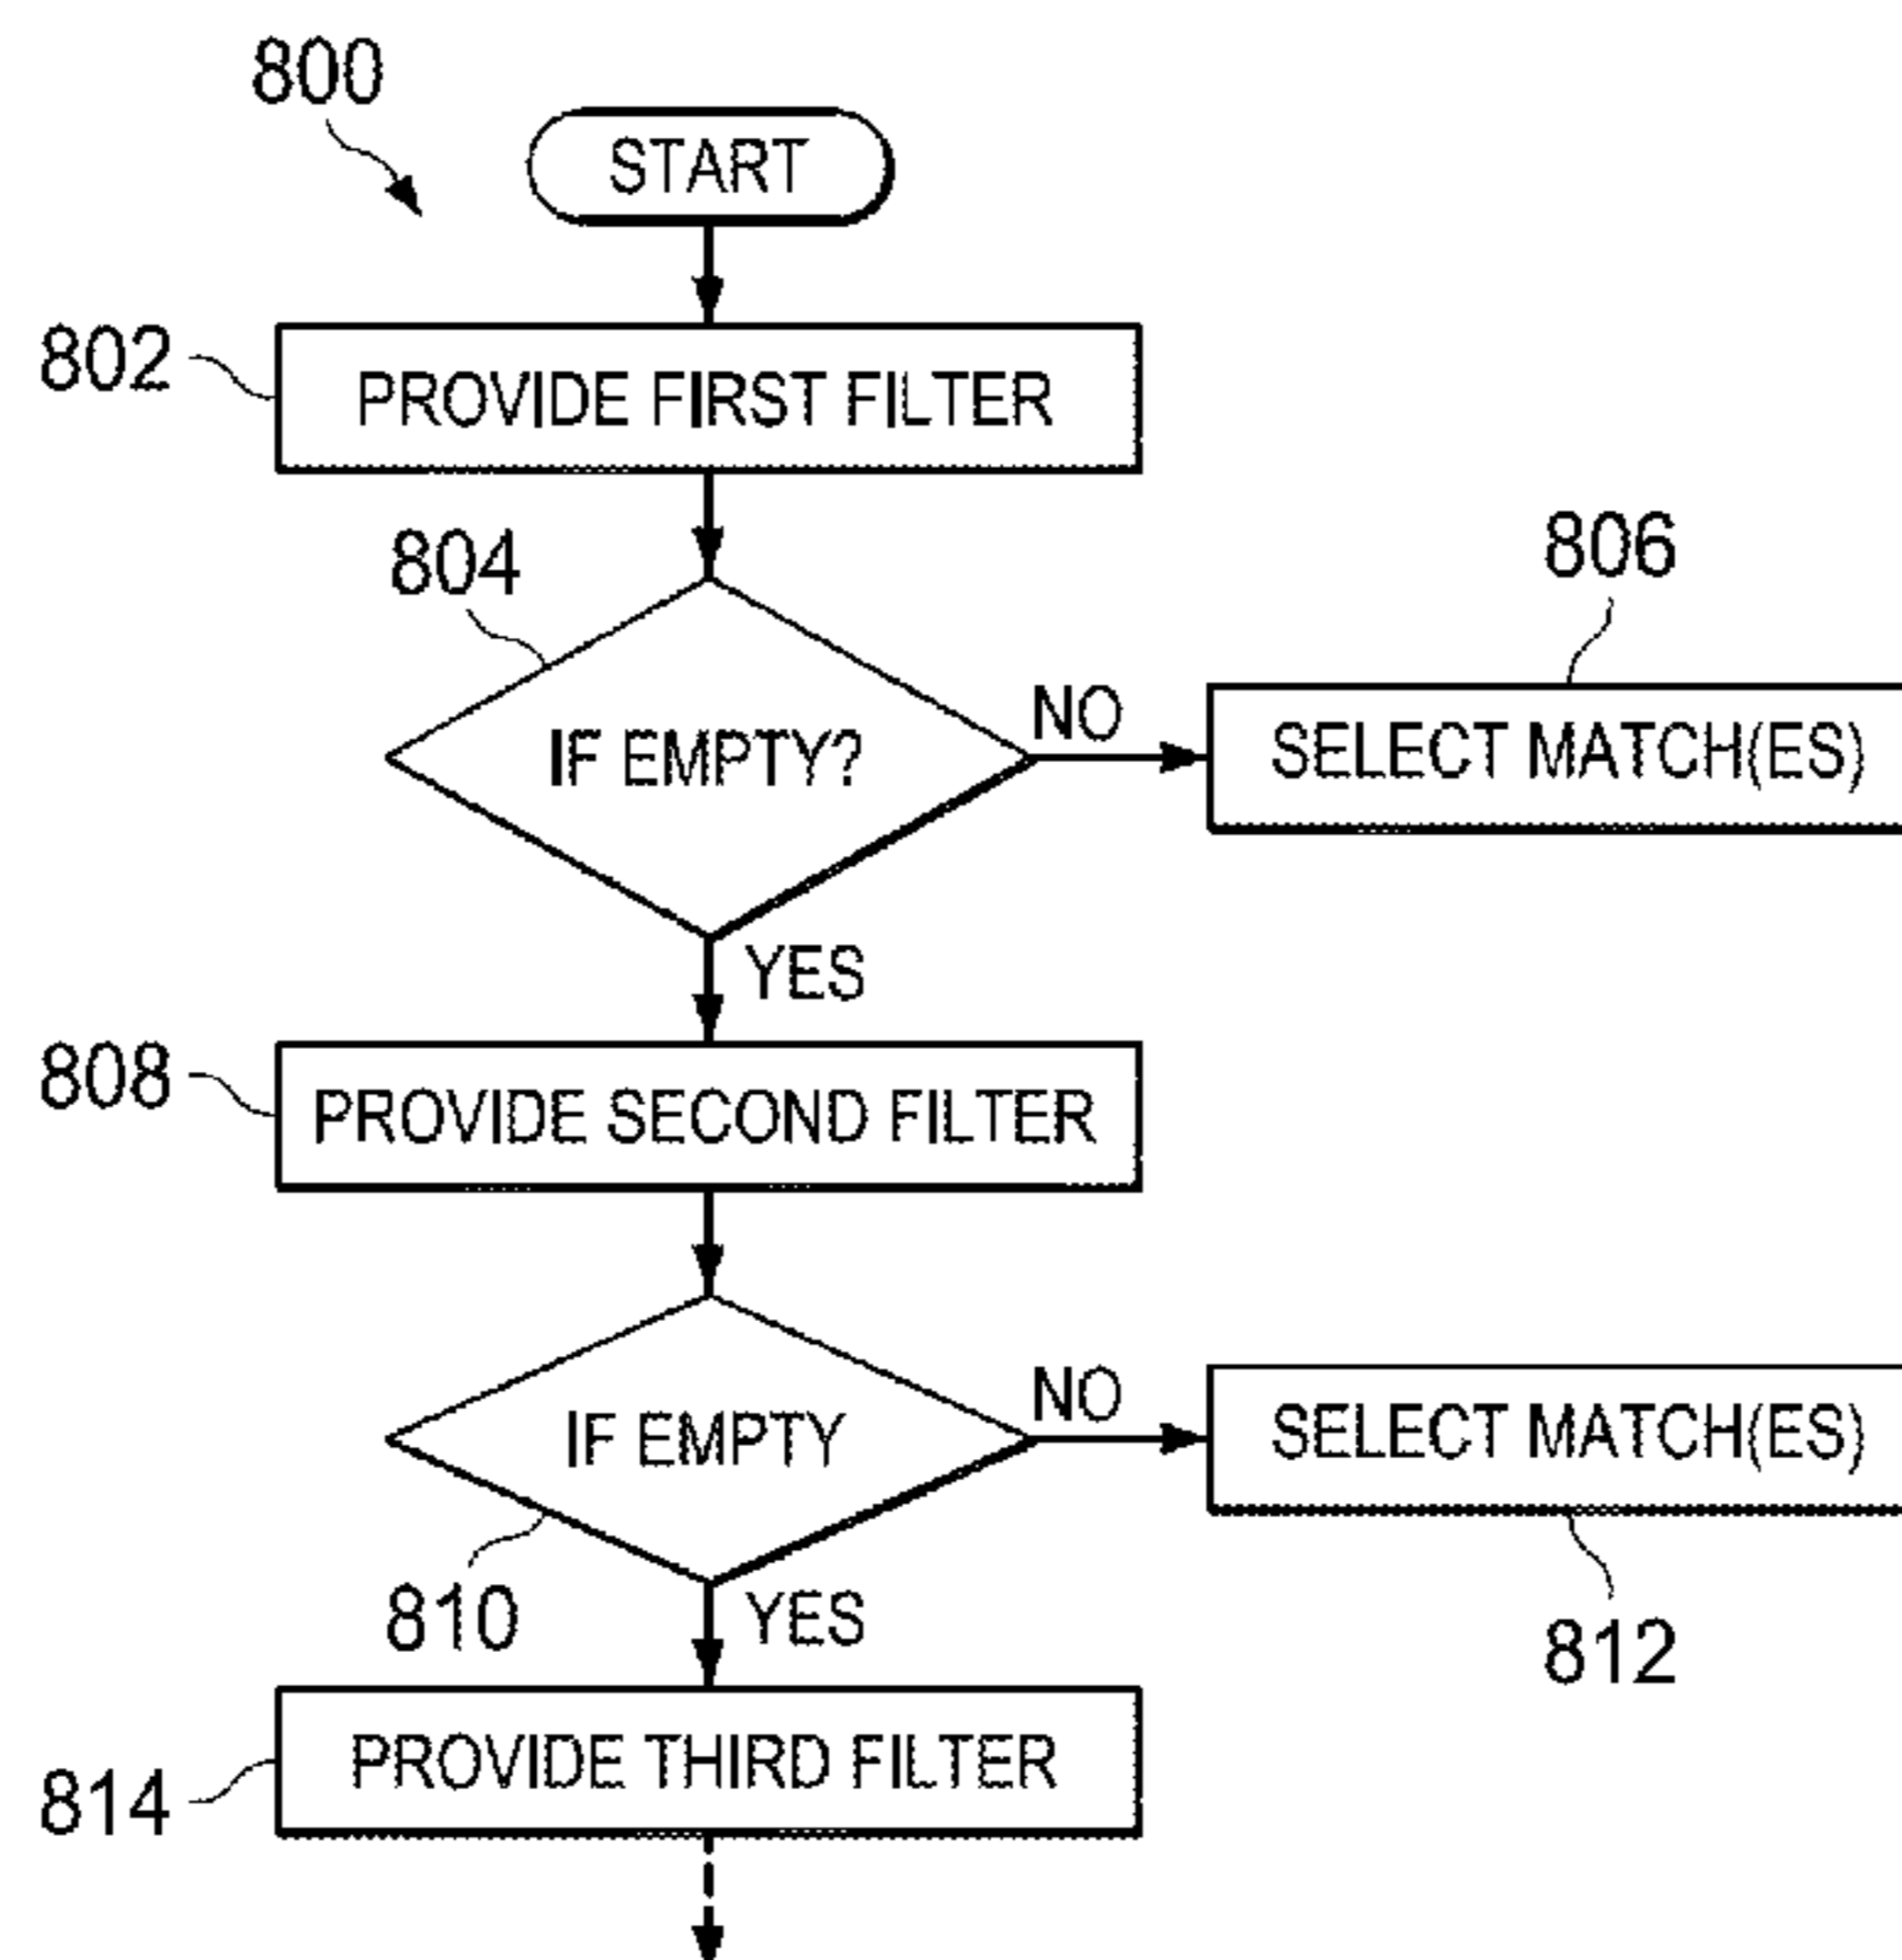 800
START
802
PROVIDE FIRST FILTER
804
806
IF EMPTY?
NO
SELECT MATCH(ES)
YES
808
PROVIDE SECOND FILTER
IF EMPTY
NO
SELECT MATCH(ES)
810
YES
812
PROVIDE THIRD FILTER
814